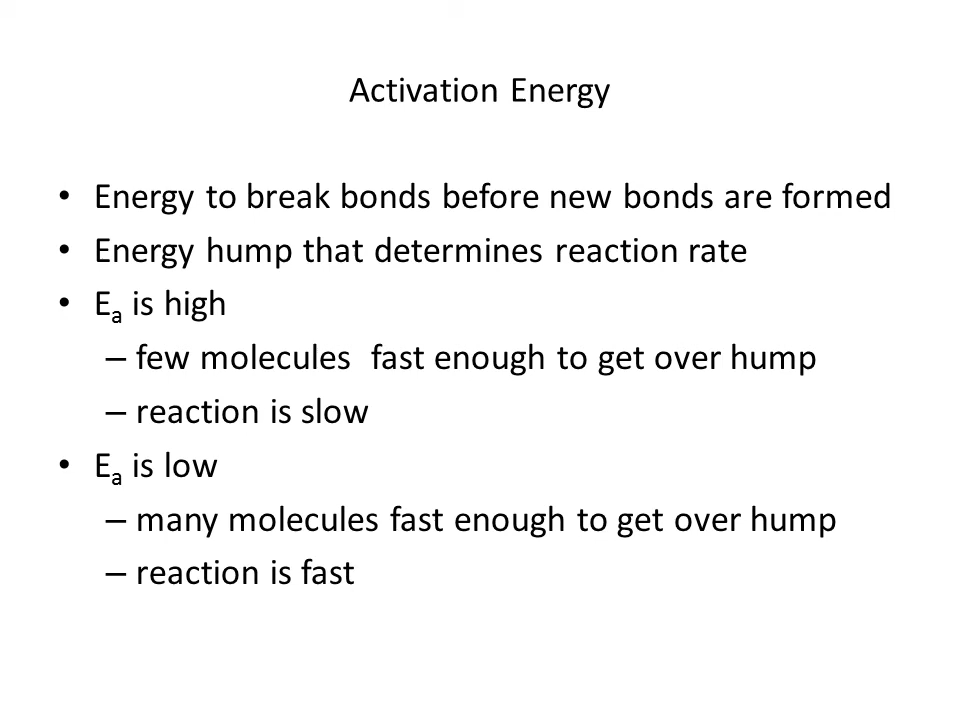 Activation Energy
• Energy to break bonds before new bonds are formed
• Energy hump that determines reaction rate
• Eₐ is high
– few molecules  fast enough to get over hump
– reaction is slow
• Eₐ is low
– many molecules fast enough to get over hump
– reaction is fast